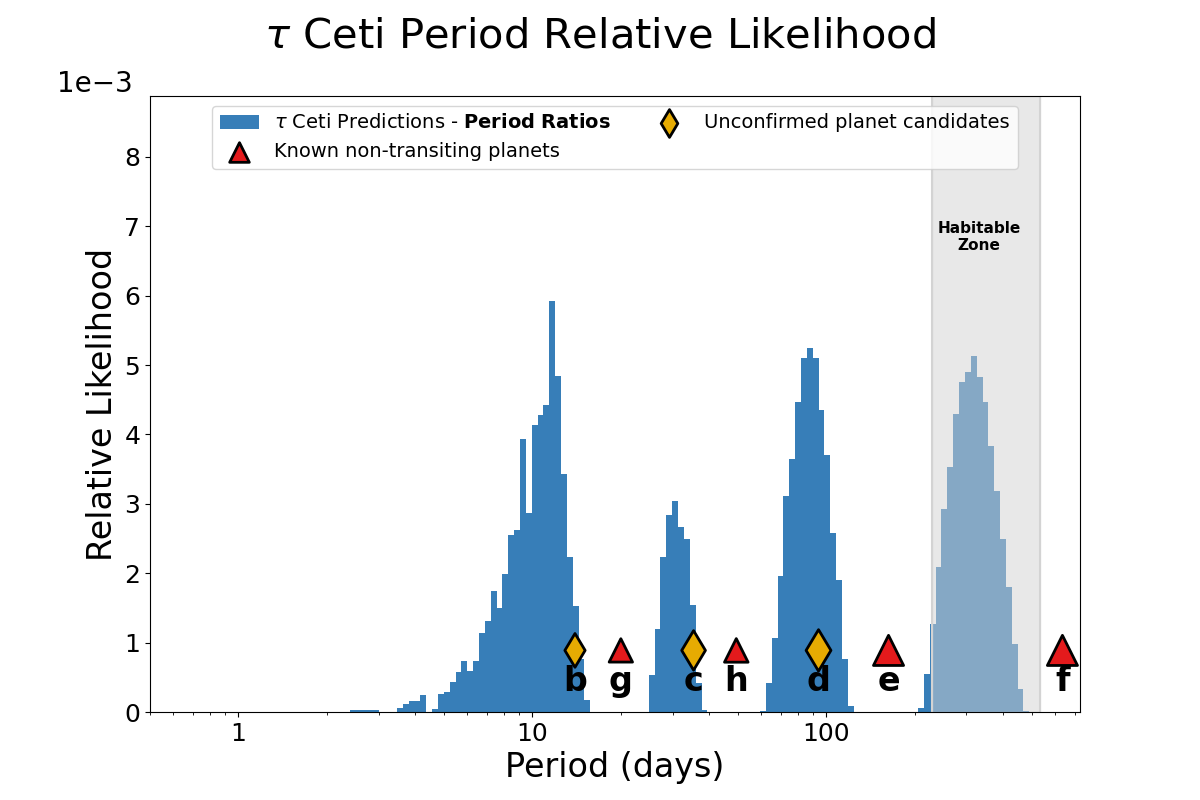 τ Ceti Period Relative Likelihood
1e−3
τ Ceti Predictions - Period Ratios
Unconfirmed planet candidates
Known non-transiting planets
8
7
6
5
4
3
2
1
0
Relative Likelihood
Habitable
Zone
b g c h d e f
1 10 100
Period (days)